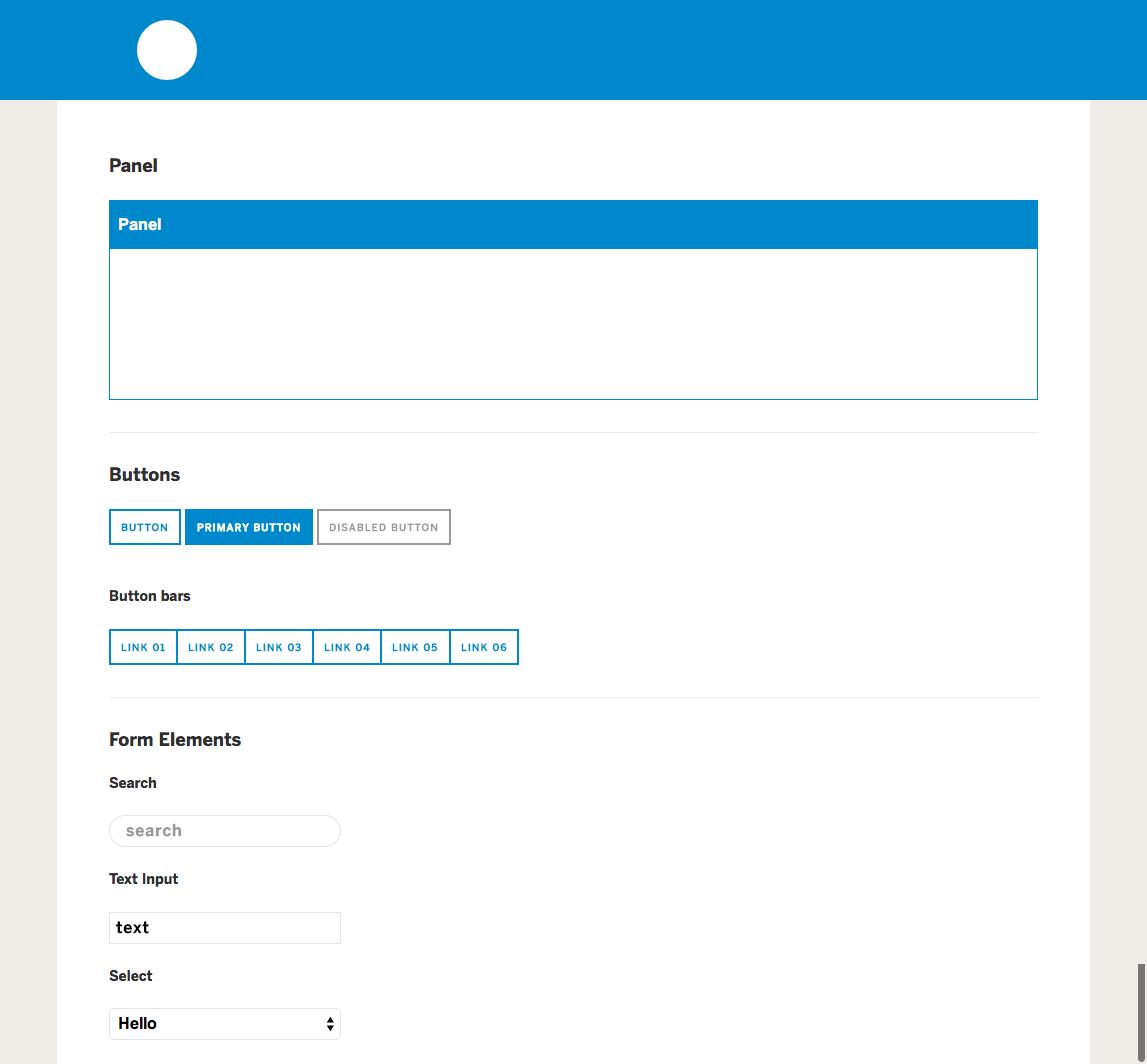 Panel
Panel
Buttons
BUTTON PRIMARY BUTTON DISABLED BUTTON
Button bars
LINK 01 LINK 02 LINK 03 LINK 04 LINK 05 LINK 06
Form Elements
Search
search
Text Input
text
Select
Hello